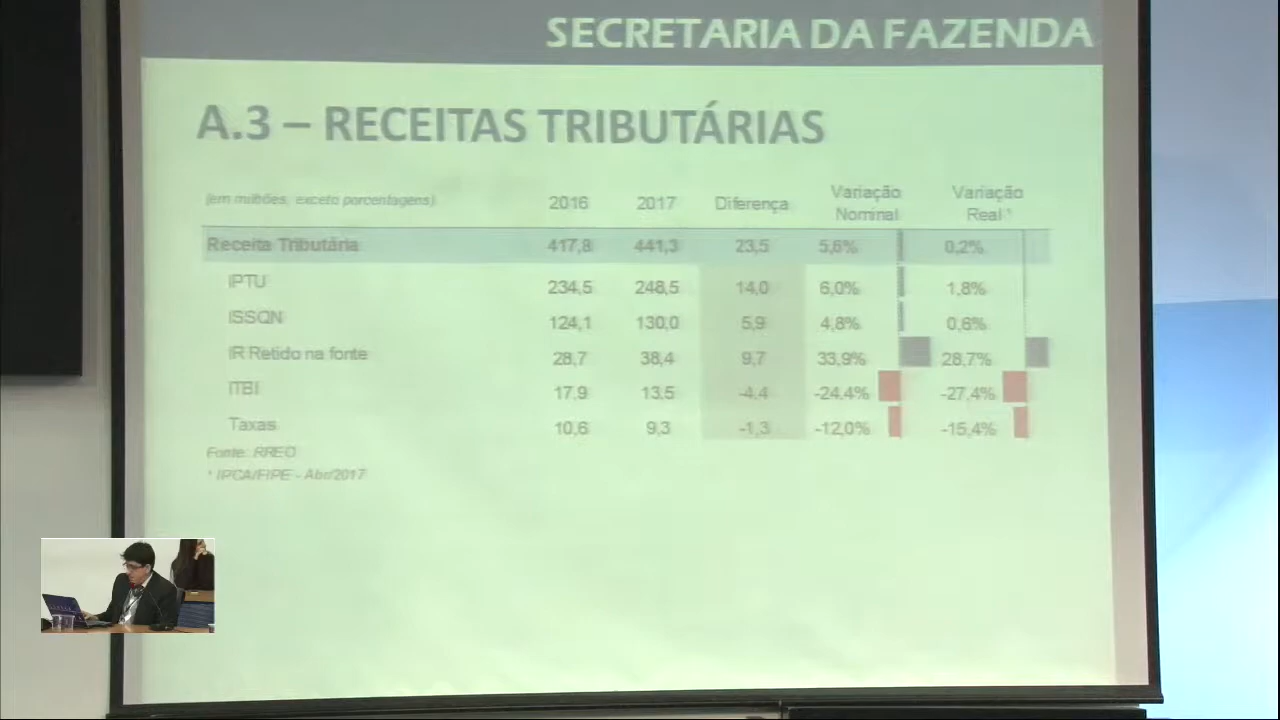 SECRETARIA DA FAZENDA
A.3 – RECEITAS TRIBUTÁRIAS
(em milhões, exceto porcentagens) 2016 2017 Diferença Variação Nominal Variação Real ¹
Receita Tributária 417,8 441,3 23,5 5,6% 0,2%
IPTU 234,5 248,5 14,0 6,0% 1,8%
ISSQN 124,1 130,0 5,9 4,8% 0,6%
IR Retido na fonte 28,7 38,4 9,7 33,9% 28,7%
ITBI 17,9 13,5 -4,4 -24,4% -27,4%
Taxas 10,6 9,3 -1,3 -12,0% -15,4%
Fonte: RREO
¹ IPCA/FIPE - Abr/2017